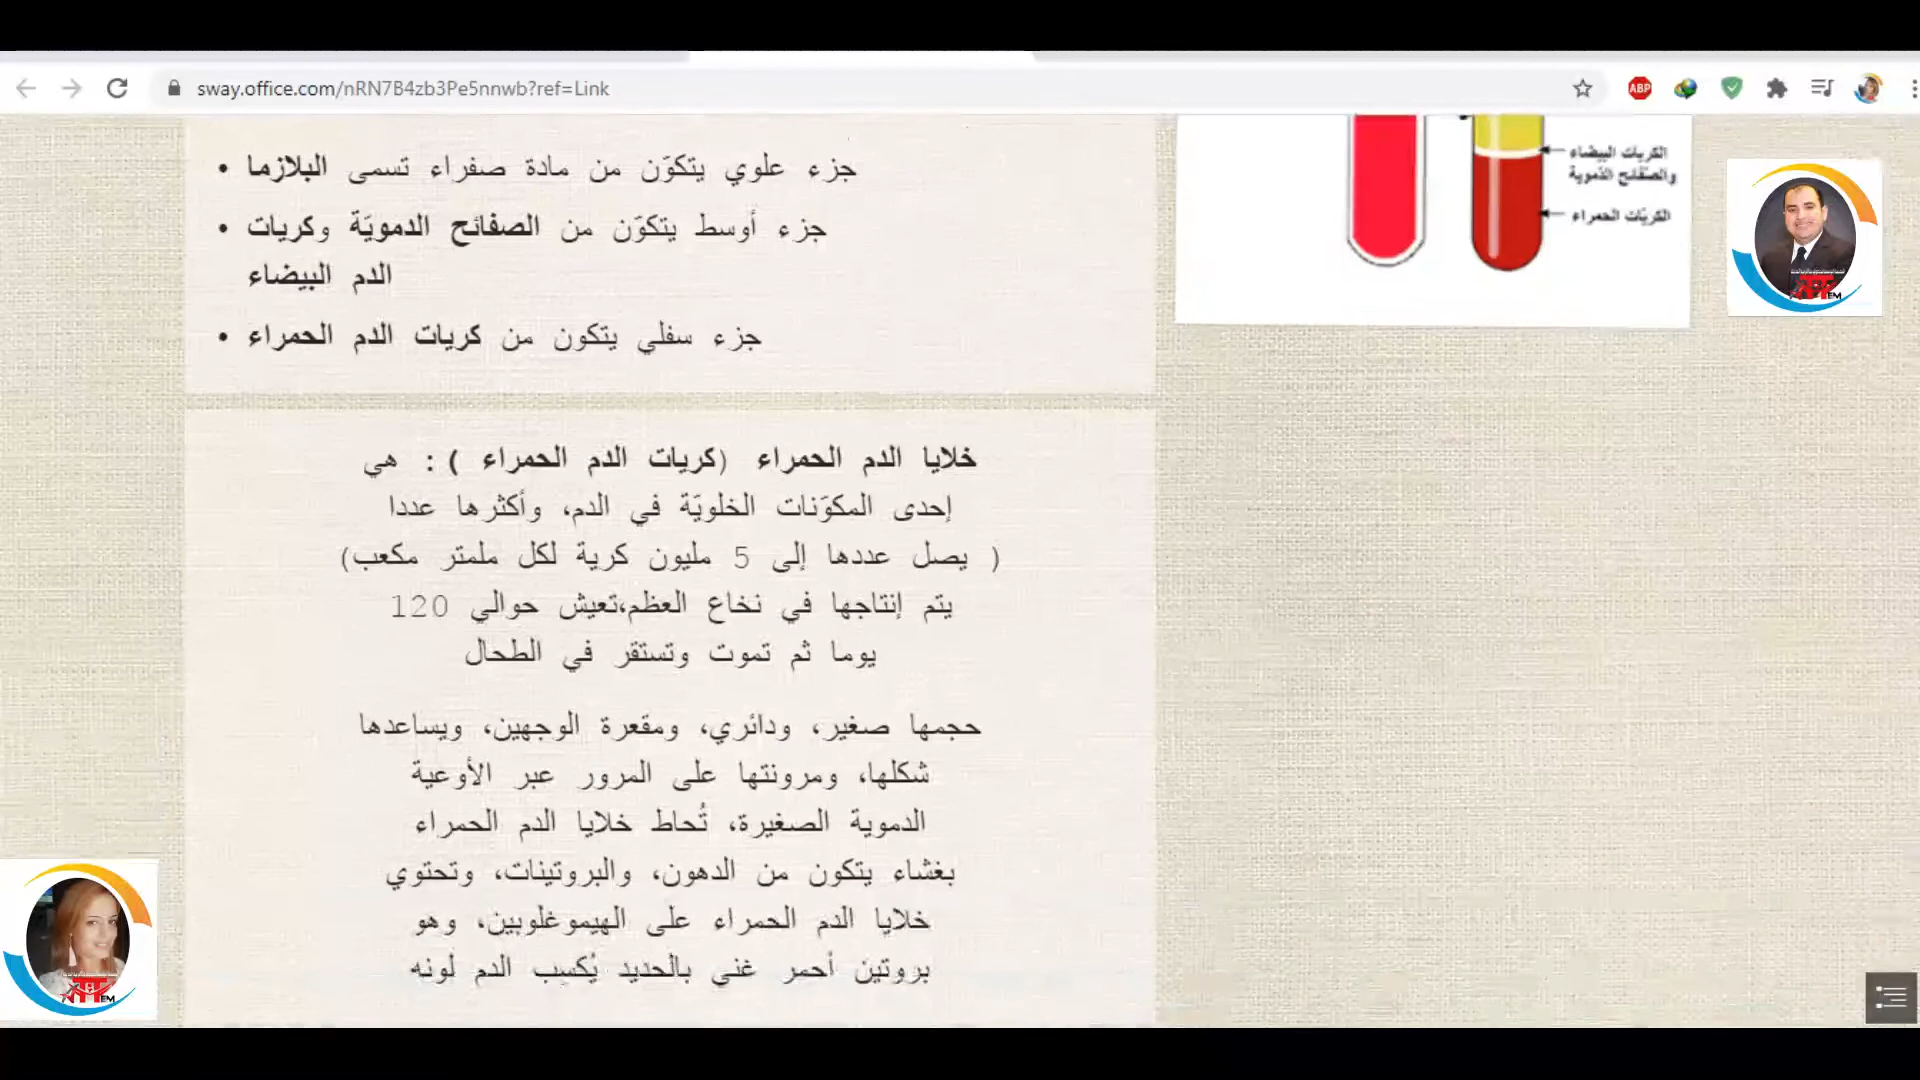 sway.office.com/nRN7B4zb3Pe5nnwb?ref=Link
ABP
• جزء علوي يتكوّن من مادة صفراء تسمى البلازما
• جزء أوسط يتكوّن من الصفائح الدمويّة وكريات
الدم البيضاء
• جزء سفلي يتكون من كريات الدم الحمراء
الكريات البيضاء
والصفائح الدموية
الكريّات الحمراء
خلايا الدم الحمراء (كريات الدم الحمراء ) : هي
إحدى المكوّنات الخلويّة في الدم، وأكثرها عددا
( يصل عددها إلى 5 مليون كرية لكل ملمتر مكعب)
يتم إنتاجها في نخاع العظم،تعيش حوالي 120
يوما ثم تموت وتستقر في الطحال
حجمها صغير، ودائري، ومقعرة الوجهين، ويساعدها
شكلها، ومرونتها على المرور عبر الأوعية
الدموية الصغيرة، تُحاط خلايا الدم الحمراء
بغشاء يتكون من الدهون، والبروتينات، وتحتوي
خلايا الدم الحمراء على الهيموغلوبين، وهو
بروتين أحمر غني بالحديد يُكسِب الدم لونه